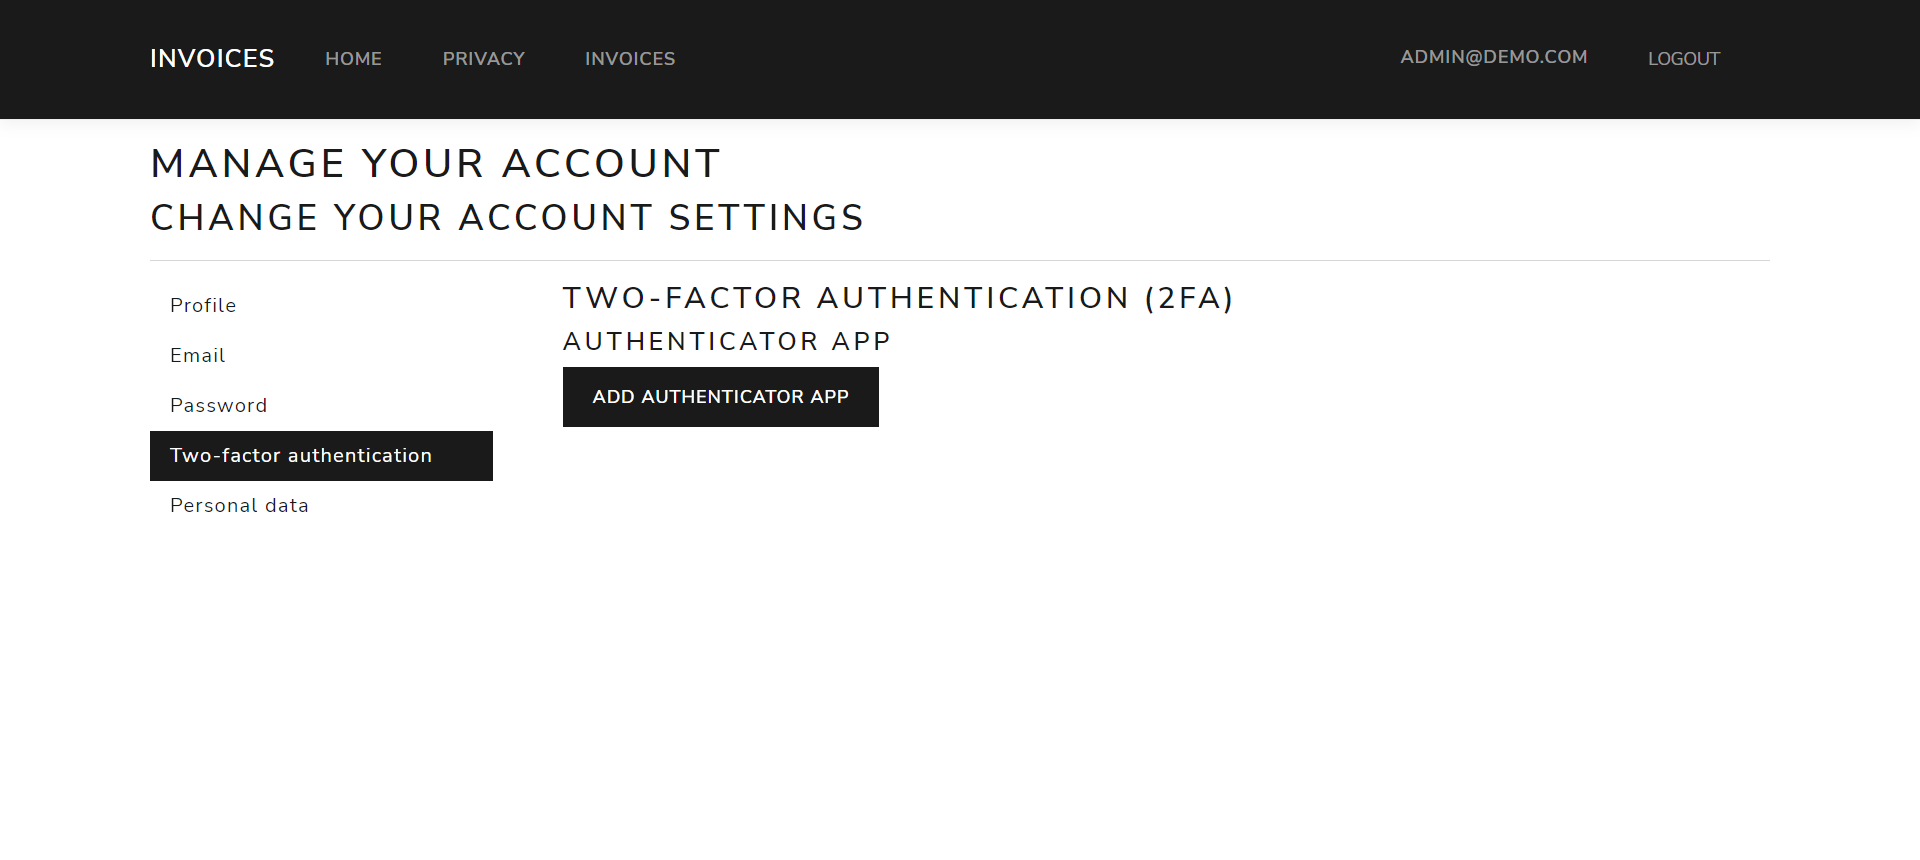 INVOICES HOME PRIVACY INVOICES ADMIN@DEMO.COM LOGOUT
MANAGE YOUR ACCOUNT
CHANGE YOUR ACCOUNT SETTINGS
Profile
Email
Password
Two-factor authentication
Personal data
TWO-FACTOR AUTHENTICATION (2FA)
AUTHENTICATOR APP
ADD AUTHENTICATOR APP